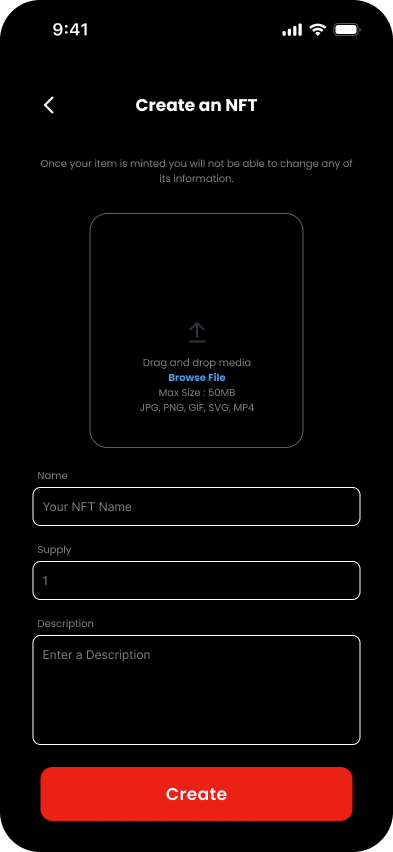 9:41
Create an NFT
Once your item is minted you will not be able to change any of
its information.
Drag and drop media
Browse File
Max Size : 50MB
JPG, PNG, GIF, SVG, MP4
Name
Your NFT Name
Supply
1
Description
Enter a Description
Create